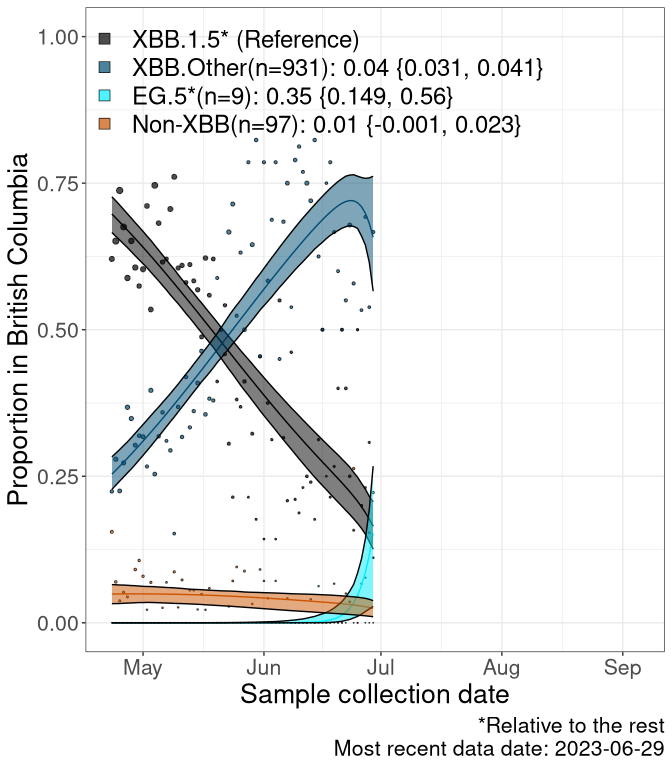 1.00
XBB.1.5* (Reference)
XBB.Other(n=931): 0.04 {0.031, 0.041}
EG.5*(n=9): 0.35 {0.149, 0.56}
Non-XBB(n=97): 0.01 {-0.001, 0.023}
0.75
0.50
0.25
0.00
Proportion in British Columbia
May Jun Jul Aug Sep
Sample collection date
*Relative to the rest
Most recent data date: 2023-06-29